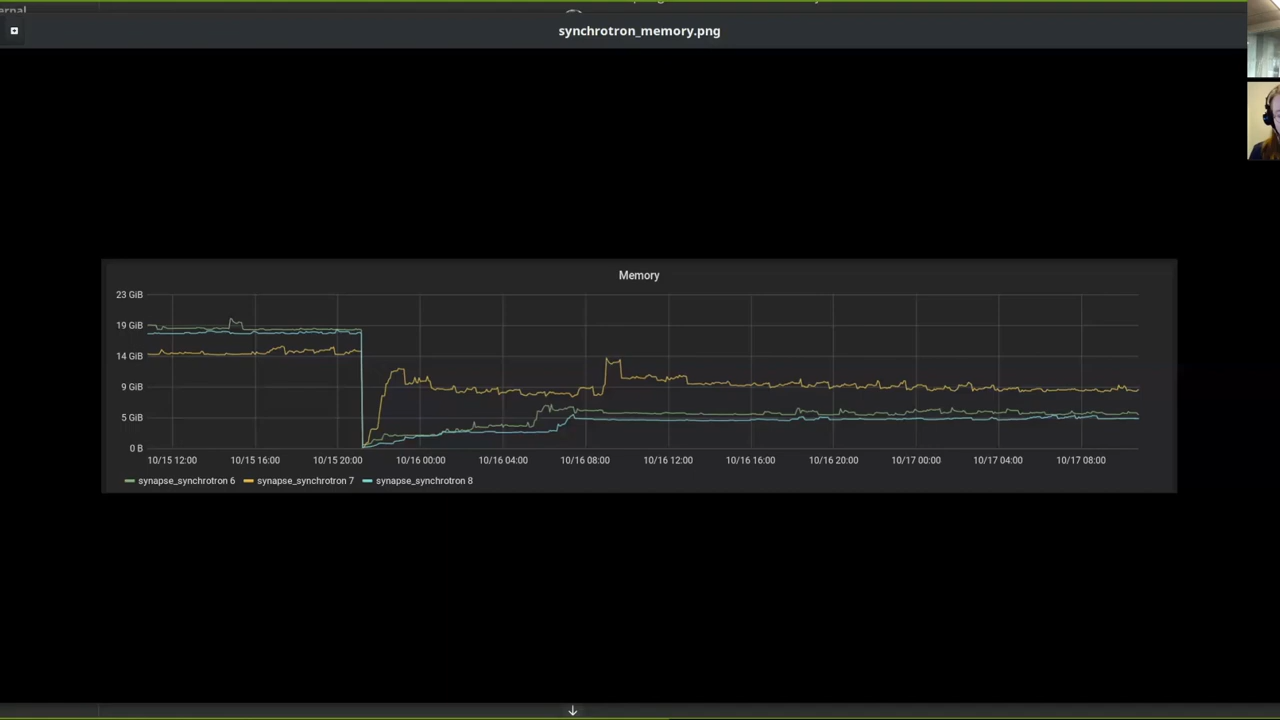 synchrotron_memory.png
Memory
23 GiB
19 GiB
14 GiB
9 GiB
5 GiB
0 B
10/15 12:00 10/15 16:00 10/15 20:00 10/16 00:00 10/16 04:00 10/16 08:00 10/16 12:00 10/16 16:00 10/16 20:00 10/17 00:00 10/17 04:00 10/17 08:00
synapse_synchrotron 6 synapse_synchrotron 7 synapse_synchrotron 8